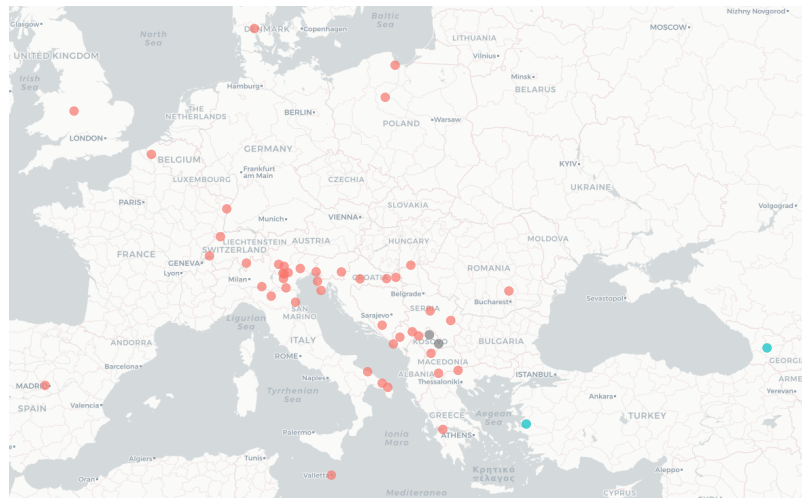 Nizhny Novgorod
Glasgow
North
Sea
DENMARK
Copenhagen
Baltic
Sea
MOSCOW
LITHUANIA
Vilnius
UNITED KINGDOM
Irish
Sea
Minsk
BELARUS
Hamburg
THE
NETHERLANDS
BERLIN
POLAND
Warsaw
LONDON
BELGIUM
GERMANY
KYIV
Frankfurt
am Main
LUXEMBOURG
CZECHIA
UKRAINE
PARIS
SLOVAKIA
Volgograd
Munich
VIENNA
LIECHTENSTEIN
AUSTRIA
HUNGARY
MOLDOVA
SWITZERLAND
FRANCE
GENEVA
Lyon
Milan
CROATIA
ROMANIA
Belgrade
Bucharest
Sevastopol
SAN
MARINO
Sarajevo
SERBIA
Ligurian
Sea
ITALY
KOSOVO
BULGARIA
ANDORRA
ROME
MACEDONIA
GEORGIA
Barcelona
ALBANIA
ISTANBUL
ARME
MADRID
Naples
Thessaloniki
Tyrrhenian
Sea
Ankara
Yerevan
SPAIN
Valencia
GREECE
Aegean
Sea
TURKEY
Palermo
Ionia
Mara
ATHENS
Algiers
Tunis
Oran
Valletta
Κρητικό
πέλαγος
Aleppo
Mediterranean
CYPRUS